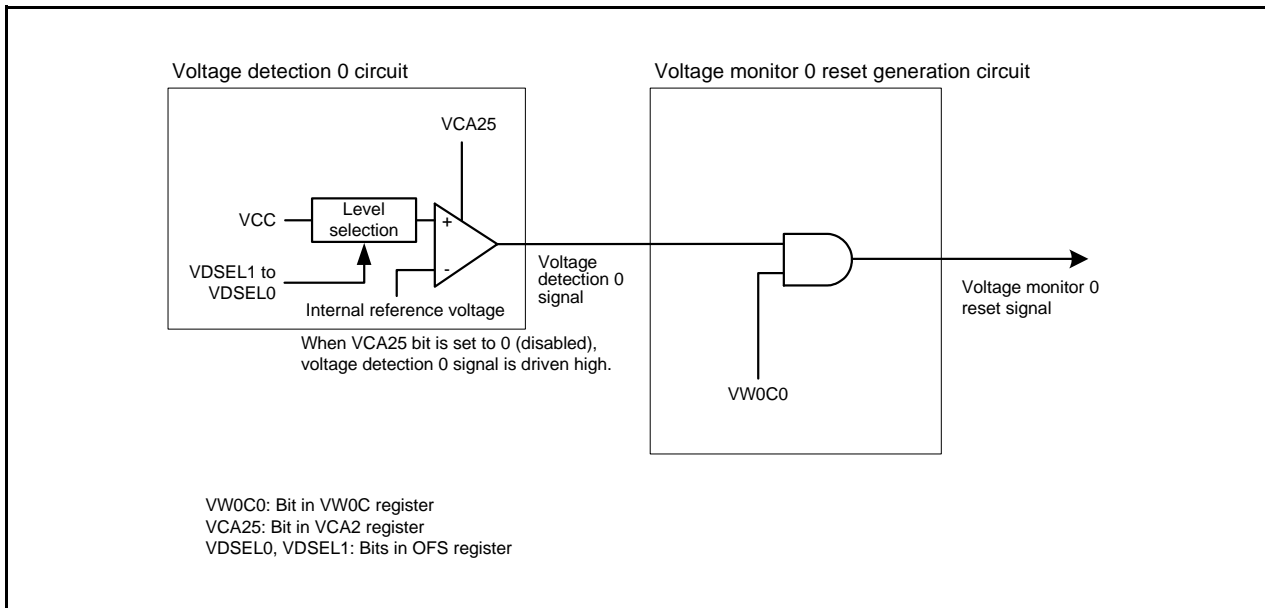 Voltage detection 0 circuit
Voltage monitor 0 reset generation circuit
VCA25
VCC
Level
selection
+
-
VDSEL1 to
VDSEL0
Internal reference voltage
Voltage
detection 0
signal
When VCA25 bit is set to 0 (disabled),
voltage detection 0 signal is driven high.
VW0C0
Voltage monitor 0
reset signal
VW0C0: Bit in VW0C register
VCA25: Bit in VCA2 register
VDSEL0, VDSEL1: Bits in OFS register